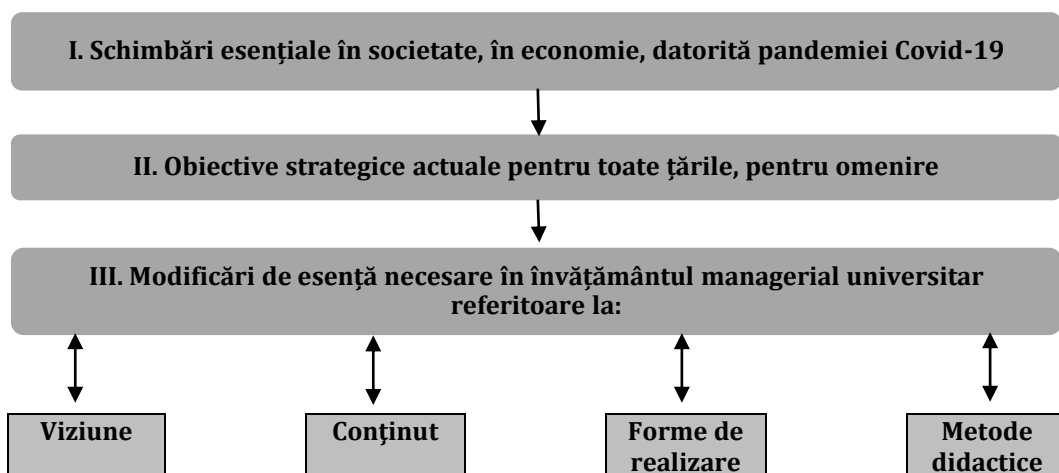 I. Schimbări esențiale în societate, în economie, datorită pandemiei Covid-19
II. Obiective strategice actuale pentru toate țările, pentru omenire
III. Modificări de esență necesare în învățământul managerial universitar
referitoare la:
Viziune
Conținut
Forme de
realizare
Metode
didactice